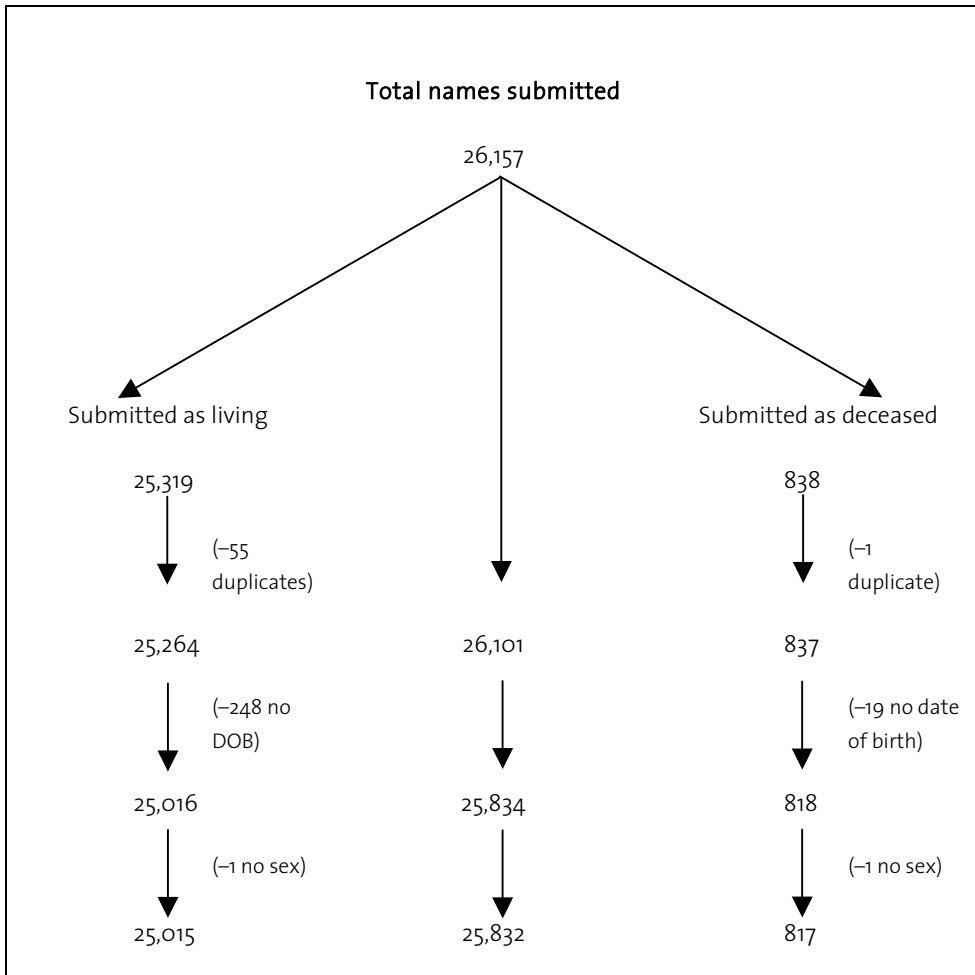 Total names submitted
26,157
Submitted as living
Submitted as deceased
25,319
838
(–55
duplicates)
(–1
duplicate)
25,264
26,101
837
(–248 no
DOB)
(–19 no date
of birth)
25,016
25,834
818
(–1 no sex)
(–1 no sex)
25,015
25,832
817